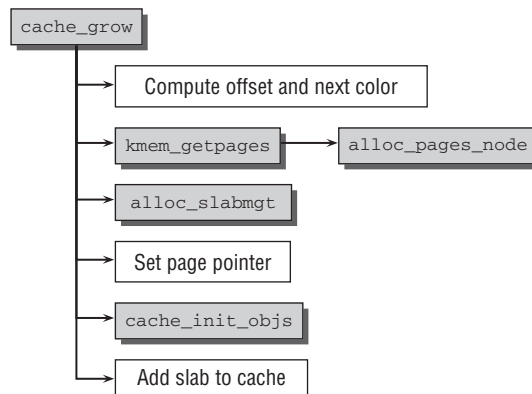 cache_grow
Compute offset and next color
kmem_getpages
alloc_pages_node
alloc_slabmgt
Set page pointer
cache_init_objs
Add slab to cache